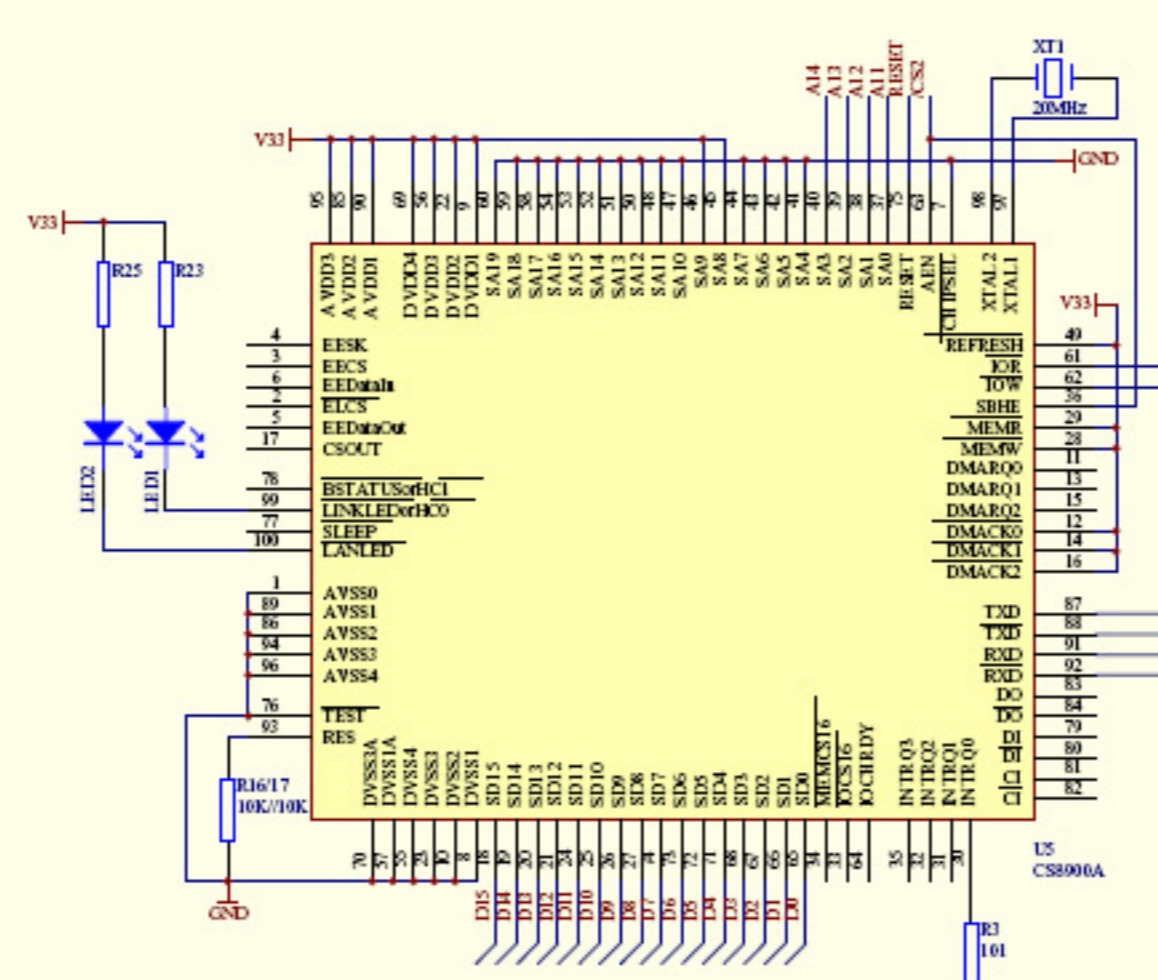 XT1
20MHz
A14
A13
A12
A11
RESET
/CS2
V33
GND
95
85
90
69
56
22
9
60
59
58
54
53
52
51
50
48
47
46
45
44
43
42
41
40
39
38
37
75
63
7
98
97
V33
R25
R23
AVDD3
AVDD2
AVDD1
DVDD4
DVDD3
DVDD2
DVDD1
SA19
SA18
SA17
SA16
SA15
SA14
SA13
SA12
SA11
SA10
SA9
SA8
SA7
SA6
SA5
SA4
SA3
SA2
SA1
SA0
RESET
AEN
CHIPSEL
XTAL2
XTAL1
V33
4 EESK
3 EECS
6 EEDataIn
2 ELCS
5 EEDataOut
17 CSOUT
78 BSTATUSorHC1
99 LINKLEDorHC0
77 SLEEP
100 LANLED
LED2
LED1
1 AVSS0
89 AVSS1
86 AVSS2
94 AVSS3
96 AVSS4
76 TEST
93 RES
REFRESH 49
IOR 61
IOW 62
SBHE 36
MEMR 29
MEMW 28
DMARQ0 11
DMARQ1 13
DMARQ2 15
DMACK0 12
DMACK1 14
DMACK2 16
TXD 87
TXD 88
RXD 91
RXD 92
DO 83
DO 84
DI 79
DI 80
CI 81
CI 82
R16/17
10K//10K
GND
DVSS3A
DVSS1A
DVSS4
DVSS3
DVSS2
DVSS1
SD15
SD14
SD13
SD12
SD11
SD10
SD9
SD8
SD7
SD6
SD5
SD4
SD3
SD2
SD1
SD0
MEMCS16
IOCS16
IOCHRDY
INTRQ3
INTRQ2
INTRQ1
INTRQ0
70
57
55
23
10
8
18
19
20
21
24
25
26
27
74
73
72
71
68
67
66
65
34
33
64
35
32
31
30
U5
CS8900A
D15
D14
D13
D12
D11
D10
D9
D8
D7
D6
D5
D4
D3
D2
D1
D0
R3
101